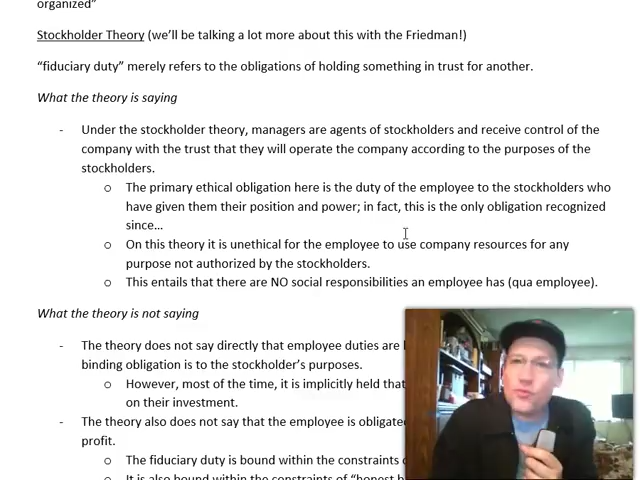 organized”
Stockholder Theory (we’ll be talking a lot more about this with the Friedman!)
“fiduciary duty” merely refers to the obligations of holding something in trust for another.
What the theory is saying
- Under the stockholder theory, managers are agents of stockholders and receive control of the
company with the trust that they will operate the company according to the purposes of the
stockholders.
o The primary ethical obligation here is the duty of the employee to the stockholders who
have given them their position and power; in fact, this is the only obligation recognized
since…
o On this theory it is unethical for the employee to use company resources for any
purpose not authorized by the stockholders.
o This entails that there are NO social responsibilities an employee has (qua employee).
What the theory is not saying
- The theory does not say directly that employee duties are
binding obligation is to the stockholder’s purposes.
o However, most of the time, it is implicitly held that
on their investment.
- The theory also does not say that the employee is obligated
profit.
o The fiduciary duty is bound within the constraints
o It is also bound within the constraints of “honest